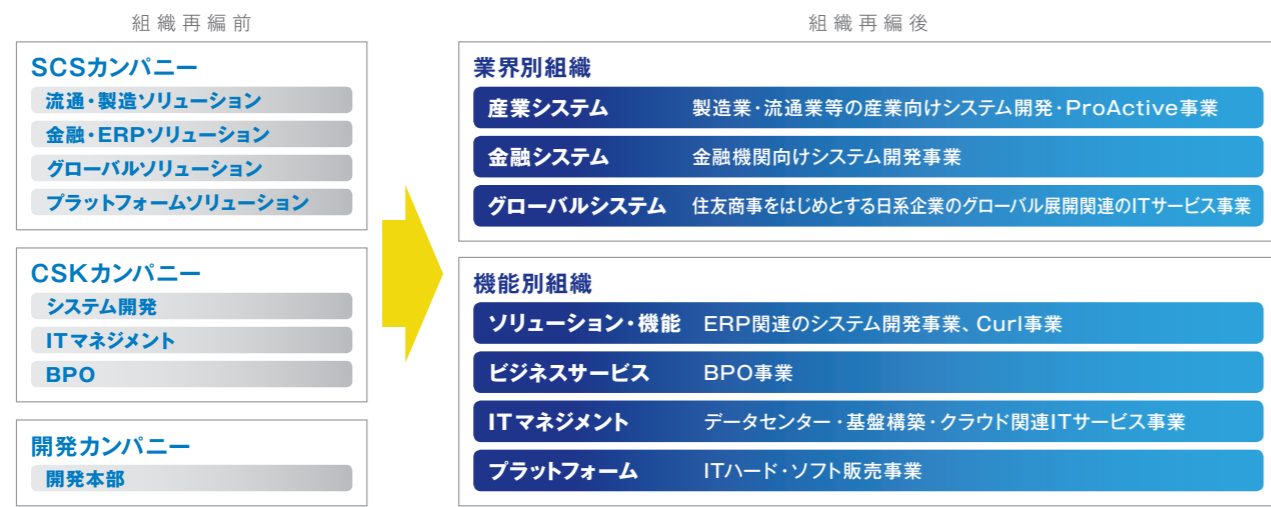 組織再編前
SCSカンパニー
流通・製造ソリューション
金融・ERPソリューション
グローバルソリューション
プラットフォームソリューション
CSKカンパニー
システム開発
ITマネジメント
BPO
開発カンパニー
開発本部
組織再編後
業界別組織
産業システム 製造業・流通業等の産業向けシステム開発・ProActive事業
金融システム 金融機関向けシステム開発事業
グローバルシステム 住友商事をはじめとする日系企業のグローバル展開関連のITサービス事業
機能別組織
ソリューション・機能 ERP関連のシステム開発事業、Curl事業
ビジネスサービス BPO事業
ITマネジメント データセンター・基盤構築・クラウド関連ITサービス事業
プラットフォーム ITハード・ソフト販売事業